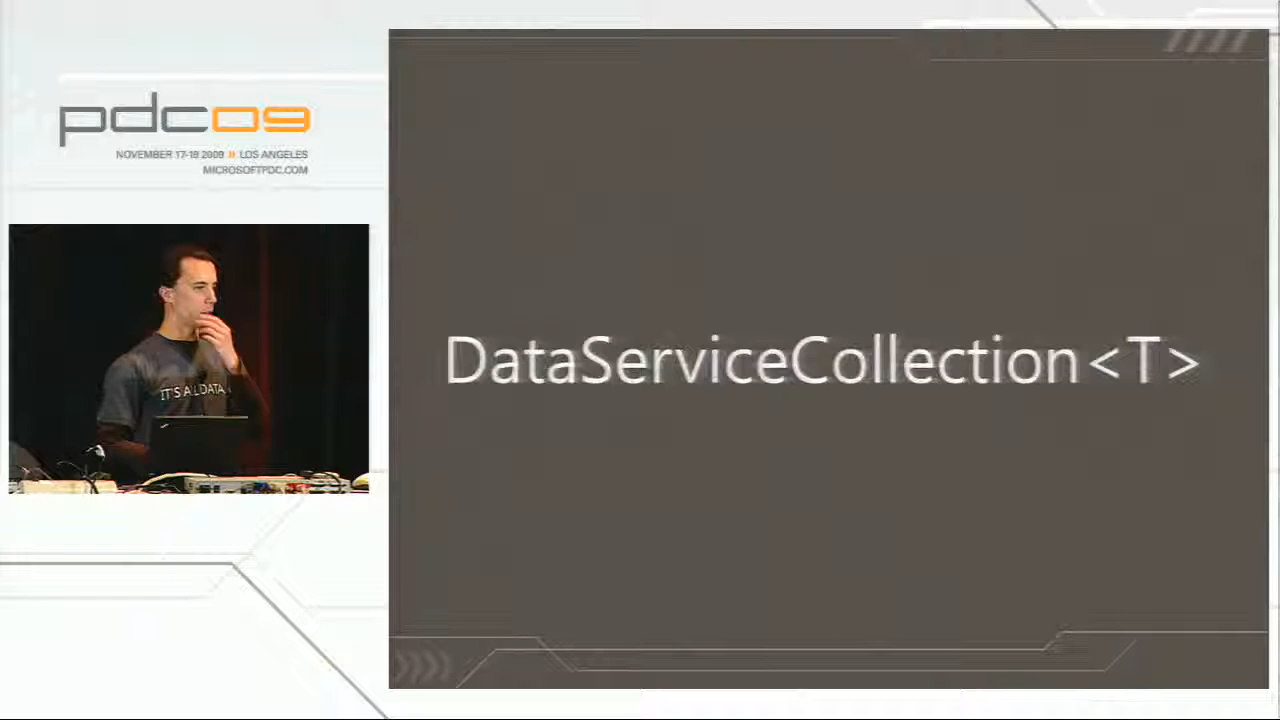 pdc09
NOVEMBER 17-19 2009 » LOS ANGELES
MICROSOFTPDC.COM
IT'S ALL DATA
DataServiceCollection<T>